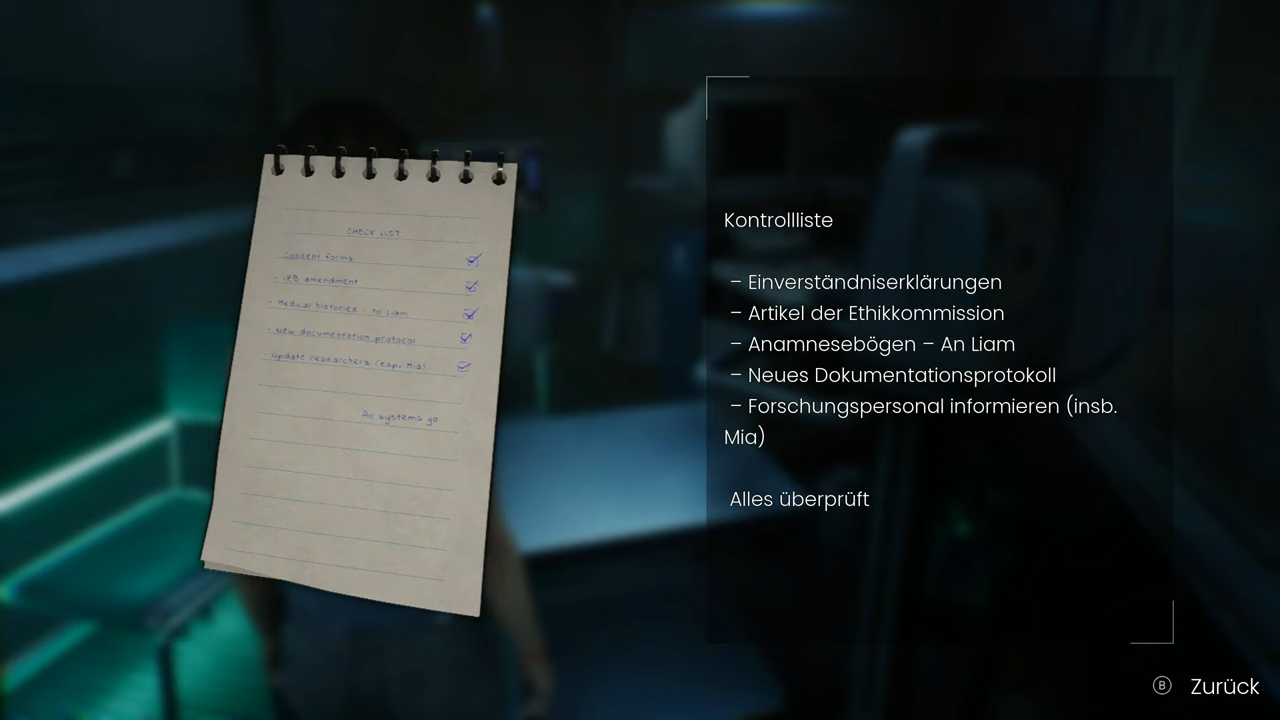 CHECK LIST
Consent forms
- IRB amendment
- Medical histories - to Liam
- New documentation protocol
- Update researchers (esp. Mia)
All systems go
Kontrollliste
– Einverständniserklärungen
– Artikel der Ethikkommission
– Anamnesebögen – An Liam
– Neues Dokumentationsprotokoll
– Forschungspersonal informieren (insb.
Mia)
Alles überprüft
B Zurück